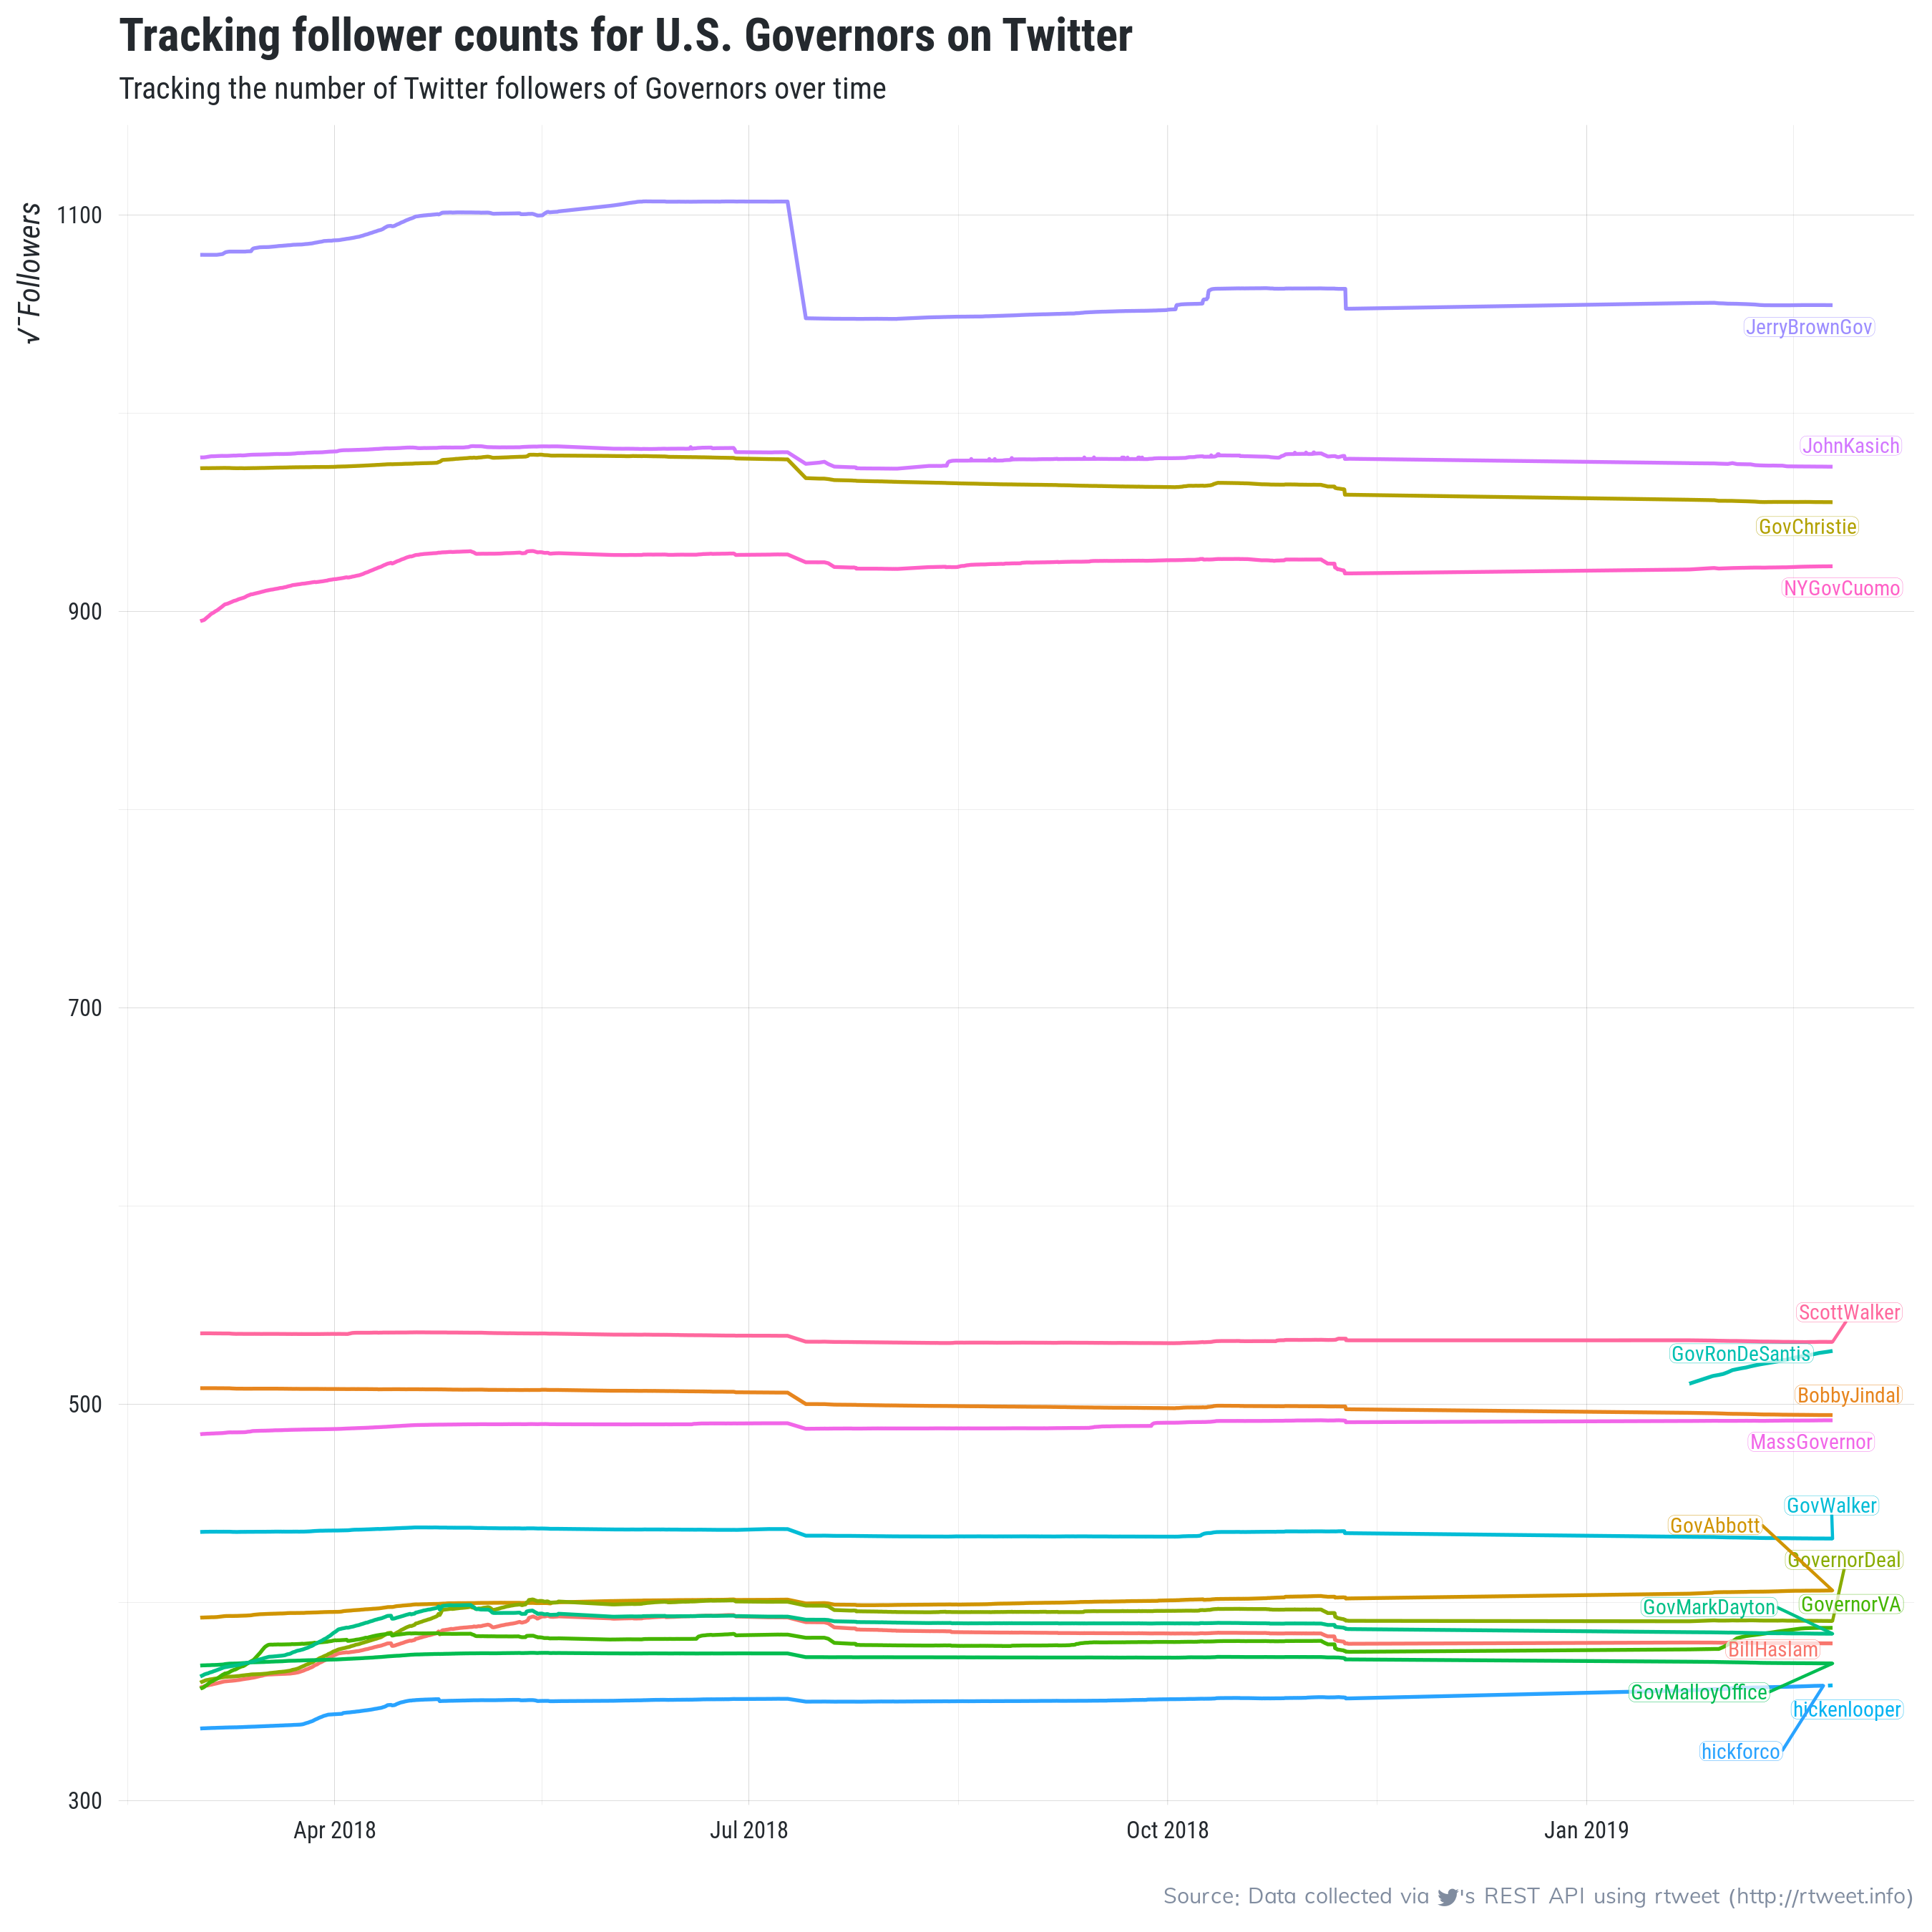 Tracking follower counts for U.S. Governors on Twitter
Tracking the number of Twitter followers of Governors over time
√¯Followers
1100
900
700
500
300
JerryBrownGov
JohnKasich
GovChristie
NYGovCuomo
ScottWalker
GovRonDeSantis
BobbyJindal
MassGovernor
GovWalker
GovAbbott
GovernorDeal
GovernorVA
GovMarkDayton
BillHaslam
GovMalloyOffice
hickenlooper
hickforco
Apr 2018
Jul 2018
Oct 2018
Jan 2019
Source: Data collected via 's REST API using rtweet (http://rtweet.info)